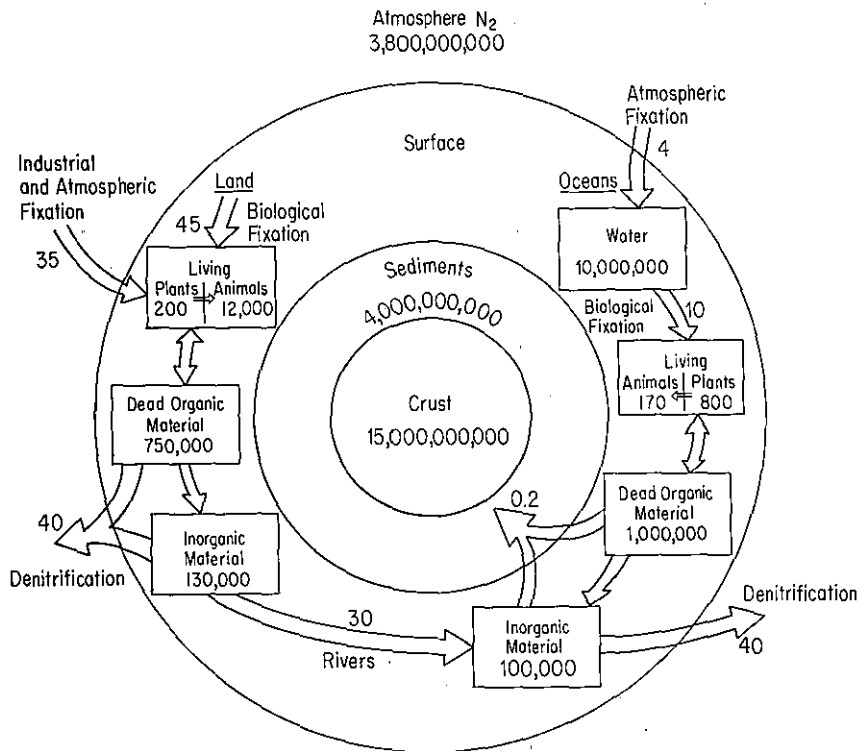 Atmosphere N2
3,800,000,000
Atmospheric
Fixation
4
Surface
Industrial
and Atmospheric
Fixation
35
Land
45
Biological
Fixation
Oceans
Water
10,000,000
Living
Plants Animals
200 12,000
Sediments
4,000,000,000
Biological
Fixation
10
Living
Animals Plants
170 800
Dead Organic
Material
750,000
Crust
15,000,000,000
0.2
Dead Organic
Material
1,000,000
40
Denitrification
Inorganic
Material
130,000
30
Rivers
Inorganic
Material
100,000
Denitrification
40